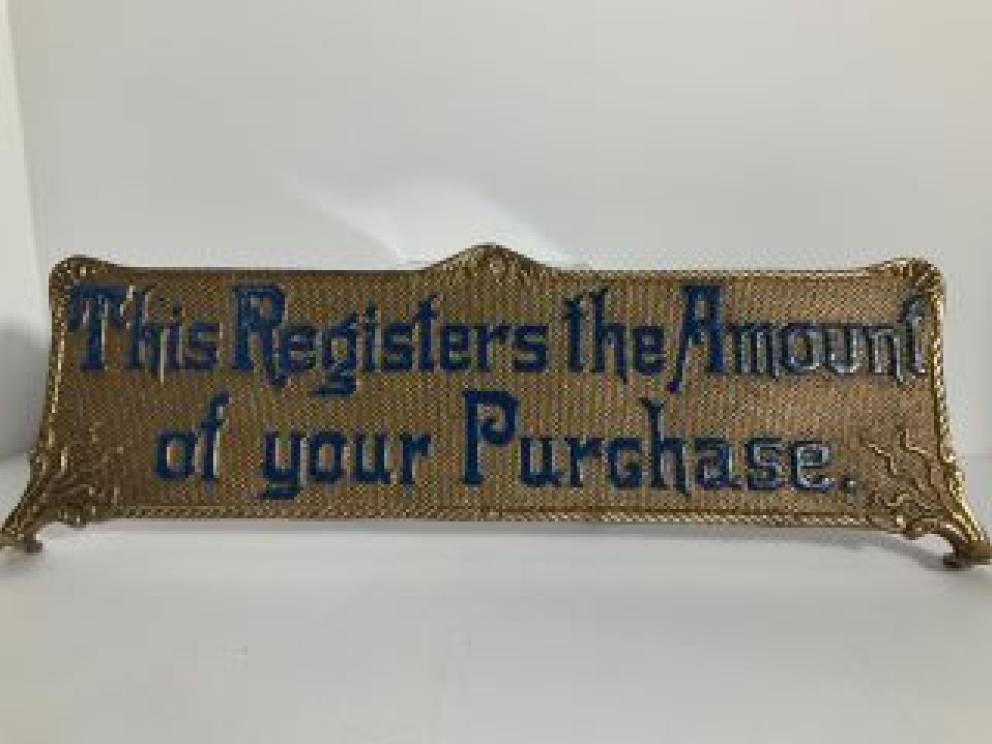 This Registers the Amount
of your Purchase.